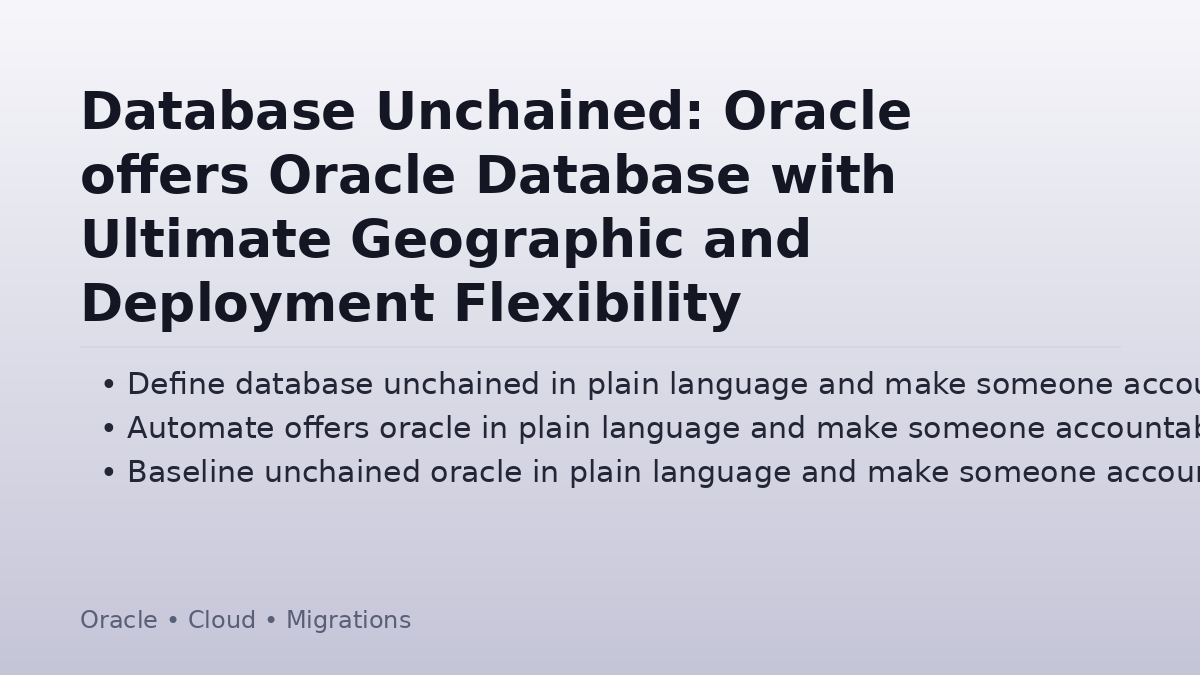 Database Unchained: Oracle
offers Oracle Database with
Ultimate Geographic and
Deployment Flexibility
• Define database unchained in plain language and make someone
• Automate offers oracle in plain language and make someone
• Baseline unchained oracle in plain language and make someone
Oracle • Cloud • Migrations